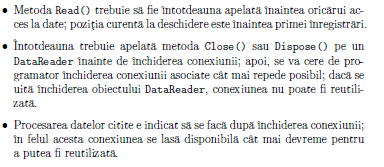 • Metoda Read() trebuie să fie întotdeauna apelată înaintea oricărui ac-
ces la date; poziţia curentă la deschidere este înaintea primei înregistrări.
• Întotdeauna trebuie apelată metoda Close() sau Dispose() pe un
DataReader înainte de închiderea conexiunii; apoi, se va cere de pro-
gramator închiderea conexiunii asociate cât mai repede posibil; dacă se
uită închiderea obiectului DataReader, conexiunea nu poate fi reutili-
zată.
• Procesarea datelor citite e indicat să se facă după închiderea conexiunii;
în felul acesta conexiunea se lasă disponibilă cât mai devreme pentru
a putea fi reutilizată.